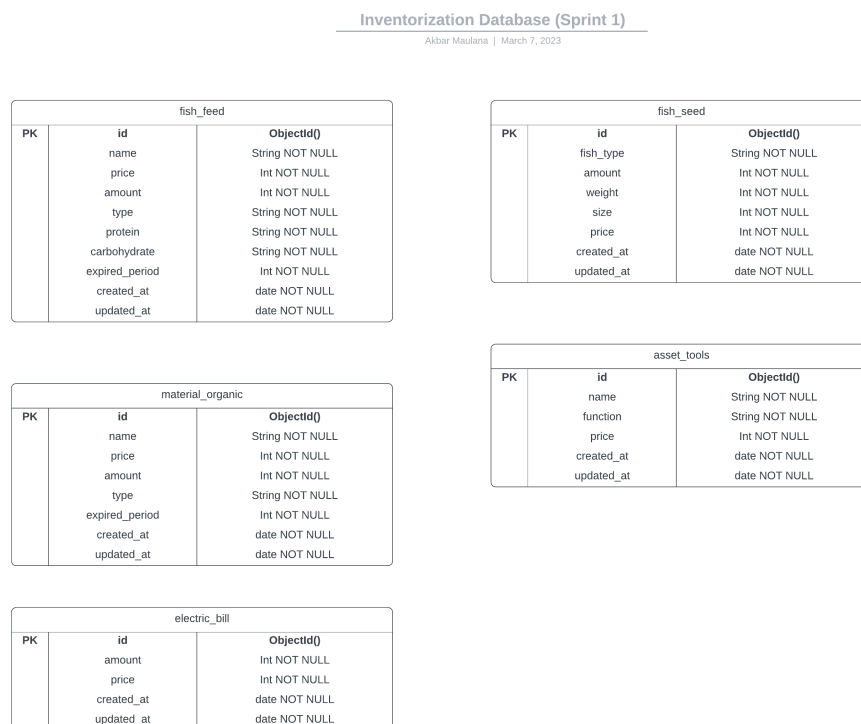 Inventorization Database (Sprint 1)
Akbar Maulana | March 7, 2023
fish_feed
PK id ObjectId()
name String NOT NULL
price Int NOT NULL
amount Int NOT NULL
type String NOT NULL
protein String NOT NULL
carbohydrate String NOT NULL
expired_period Int NOT NULL
created_at date NOT NULL
updated_at date NOT NULL
material_organic
PK id ObjectId()
name String NOT NULL
price Int NOT NULL
amount Int NOT NULL
type String NOT NULL
expired_period Int NOT NULL
created_at date NOT NULL
updated_at date NOT NULL
electric_bill
PK id ObjectId()
amount Int NOT NULL
price Int NOT NULL
created_at date NOT NULL
updated_at date NOT NULL
fish_seed
PK id ObjectId()
fish_type String NOT NULL
amount Int NOT NULL
weight Int NOT NULL
size Int NOT NULL
price Int NOT NULL
created_at date NOT NULL
updated_at date NOT NULL
asset_tools
PK id ObjectId()
name String NOT NULL
function String NOT NULL
price Int NOT NULL
created_at date NOT NULL
updated_at date NOT NULL